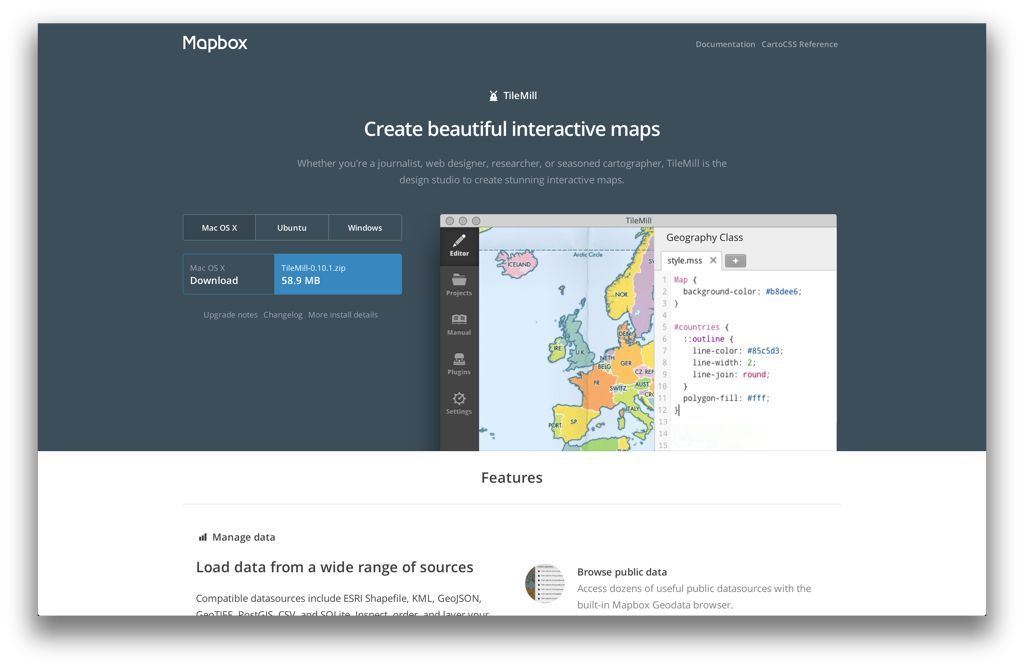 Mapbox
Documentation CartoCSS Reference
TileMill
Create beautiful interactive maps
Whether you're a journalist, web designer, researcher, or seasoned cartographer, TileMill is the
design studio to create stunning interactive maps.
Mac OS X Ubuntu Windows
Mac OS X
Download
TileMill-0.10.1.zip
58.9 MB
Upgrade notes Changelog More install details
TileMill
Editor
Projects
Manual
Plugins
Settings
ICELAND
Arctic Circle
NOR
DEN
IRE
U.K.
NETH
BELG
GER
CZ REP
FR
SWITZ
AUST
CRO
ITALY
PORT
SP
Geography Class
style.mss × +
1 Map {
2 background-color: #b8dee6;
3 }
4
5 #countries {
6 ::outline {
7 line-color: #85c5d3;
8 line-width: 2;
9 line-join: round;
10 }
11 polygon-fill: #fff;
12 }
13
14
15
Features
Manage data
Load data from a wide range of sources
Compatible datasources include ESRI Shapefile, KML, GeoJSON,
GeoTIFF, PostGIS, CSV, and SQLite. Inspect, order, and layer your
Browse public data
Access dozens of useful public datasources with the
built-in Mapbox Geodata browser.